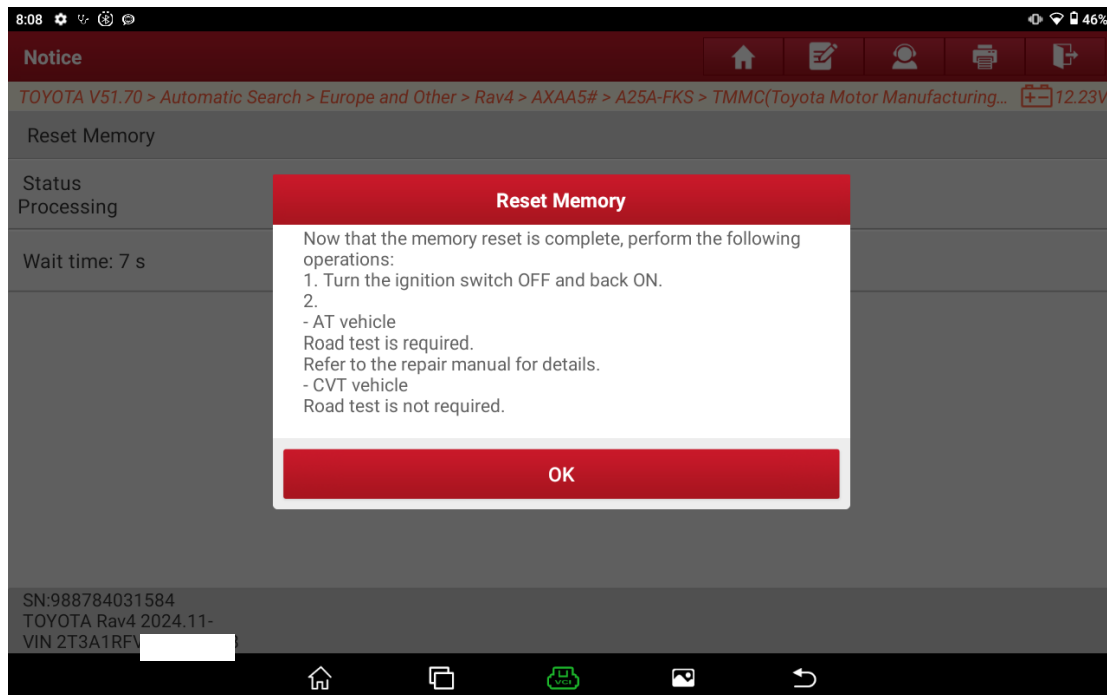 8:08 46%
Notice
TOYOTA V51.70 > Automatic Search > Europe and Other > Rav4 > AXAA5# > A25A-FKS > TMMC(Toyota Motor Manufacturing... 12.23V
Reset Memory
Status
Processing
Wait time: 7 s
Reset Memory
Now that the memory reset is complete, perform the following
operations:
1. Turn the ignition switch OFF and back ON.
2.
- AT vehicle
Road test is required.
Refer to the repair manual for details.
- CVT vehicle
Road test is not required.
OK
SN:988784031584
TOYOTA Rav4 2024.11-
VIN 2T3A1RFV
VCI